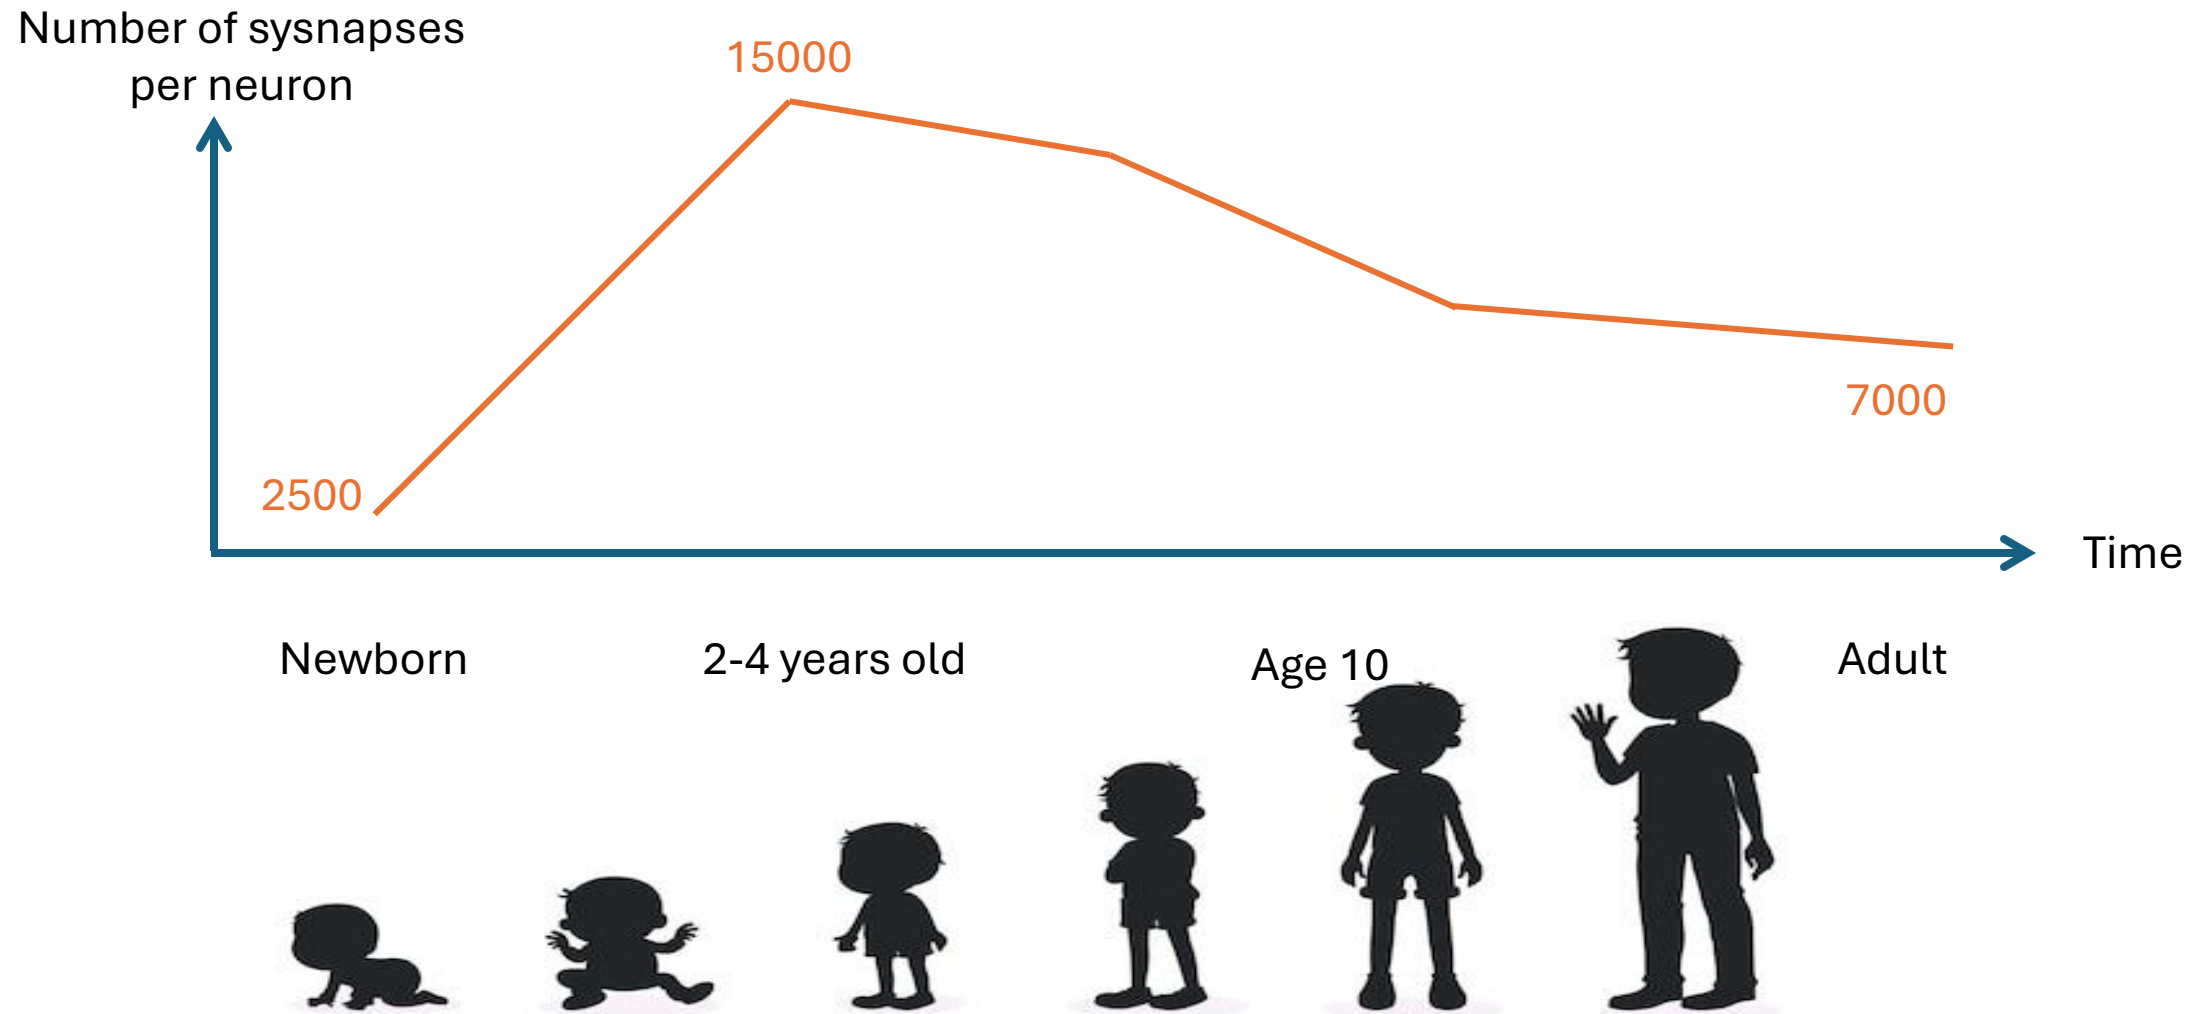 Number of sysnapses
per neuron
15000
7000
2500
Time
Newborn
2-4 years old
Age 10
Adult